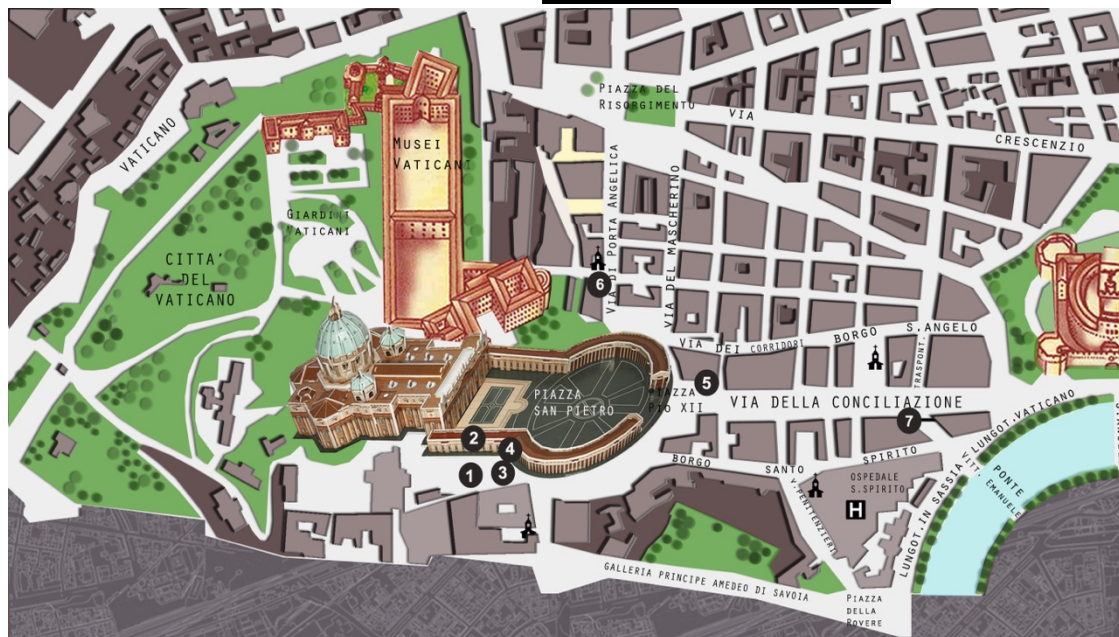 PIAZZA DEL
RISORGIMENTO
VIA
CRESCENZIO
VATICANO
MUSEI
VATICANI
VIA DI PORTA ANGELICA
VIA DEL MASCHERINO
GIARDINI
VATICANI
CITTA'
DEL
VATICANO
6
VIA DEI CORRIDORI
BORGO
S.ANGELO
TRASPONT.
5
PIAZZA
PIO XII
PIAZZA
SAN PIETRO
VIA DELLA CONCILIAZIONE
7
2
4
1
3
BORGO
SANTO
SPIRITO
V.PENITENZIERI
OSPEDALE
S.SPIRITO
H
LUNGOT.IN SASSIA
LUNGOT.VATICANO
PONTE
VITT. EMANUELE
GALLERIA PRINCIPE AMEDEO DI SAVOIA
PIAZZA
DELLA
ROVERE